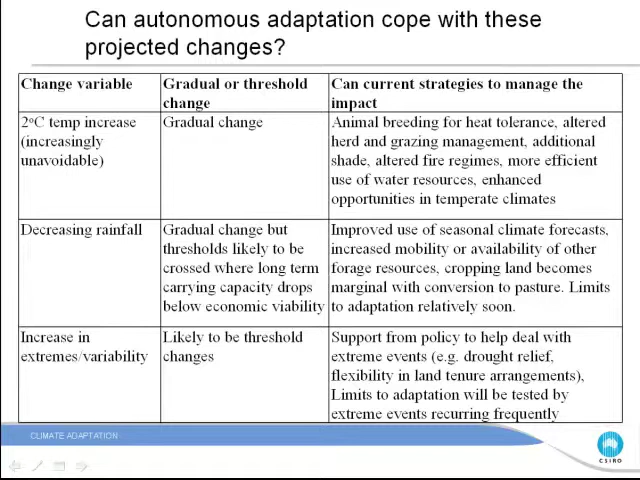 Can autonomous adaptation cope with these
projected changes?
Change variable
Gradual or threshold
change
Can current strategies to manage the
impact
2°C temp increase
(increasingly
unavoidable)
Gradual change
Animal breeding for heat tolerance, altered
herd and grazing management, additional
shade, altered fire regimes, more efficient
use of water resources, enhanced
opportunities in temperate climates
Decreasing rainfall
Gradual change but
thresholds likely to be
crossed where long term
carrying capacity drops
below economic viability
Improved use of seasonal climate forecasts,
increased mobility or availability of other
forage resources, cropping land becomes
marginal with conversion to pasture. Limits
to adaptation relatively soon.
Increase in
extremes/variability
Likely to be threshold
changes
Support from policy to help deal with
extreme events (e.g. drought relief,
flexibility in land tenure arrangements),
Limits to adaptation will be tested by
extreme events recurring frequently
CLIMATE ADAPTATION
CSIRO